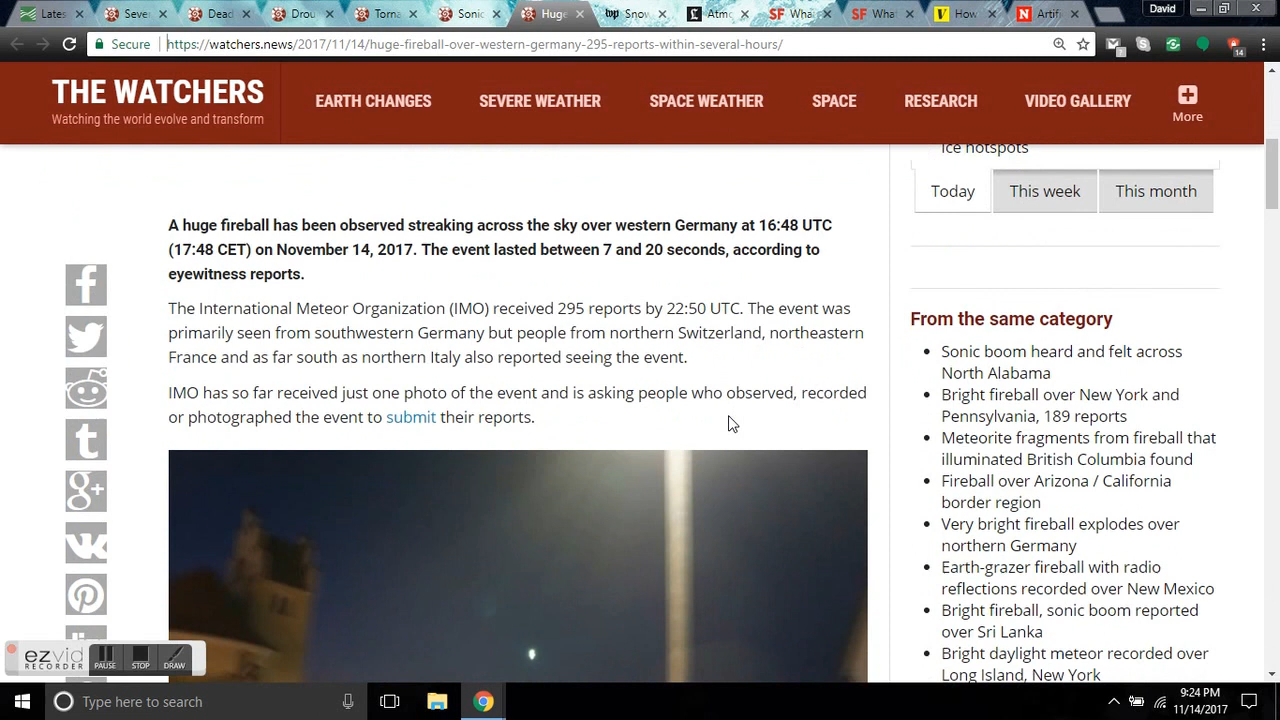 Lates
Sever
Dead
Drou
Torna
Sonic
Huge
top
Snow
L
Atmo
SF
What
SF
What
V
How
N
Artifi
David
Secure
https://watchers.news/2017/11/14/huge-fireball-over-western-germany-295-reports-within-several-hours/
1
14
THE WATCHERS
Watching the world evolve and transform
EARTH CHANGES
SEVERE WEATHER
SPACE WEATHER
SPACE
RESEARCH
VIDEO GALLERY
More
Ice hotspots
Today
This week
This month
A huge fireball has been observed streaking across the sky over western Germany at 16:48 UTC
(17:48 CET) on November 14, 2017. The event lasted between 7 and 20 seconds, according to
eyewitness reports.
The International Meteor Organization (IMO) received 295 reports by 22:50 UTC. The event was
primarily seen from southwestern Germany but people from northern Switzerland, northeastern
France and as far south as northern Italy also reported seeing the event.
IMO has so far received just one photo of the event and is asking people who observed, recorded
or photographed the event to submit their reports.
From the same category
Sonic boom heard and felt across
North Alabama
Bright fireball over New York and
Pennsylvania, 189 reports
Meteorite fragments from fireball that
illuminated British Columbia found
Fireball over Arizona / California
border region
Very bright fireball explodes over
northern Germany
Earth-grazer fireball with radio
reflections recorded over New Mexico
Bright fireball, sonic boom reported
over Sri Lanka
Bright daylight meteor recorded over
Long Island, New York
ezvid
RECORDER
PAUSE
STOP
DRAW
Type here to search
9:24 PM
11/14/2017